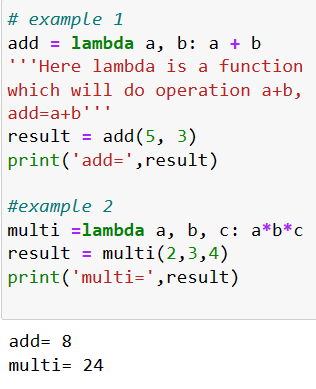 # example 1
add = lambda a, b: a + b
'''Here lambda is a function
which will do operation a+b,
add=a+b'''
result = add(5, 3)
print('add=',result)
#example 2
multi =lambda a, b, c: a*b*c
result = multi(2,3,4)
print('multi=',result)
add= 8
multi= 24